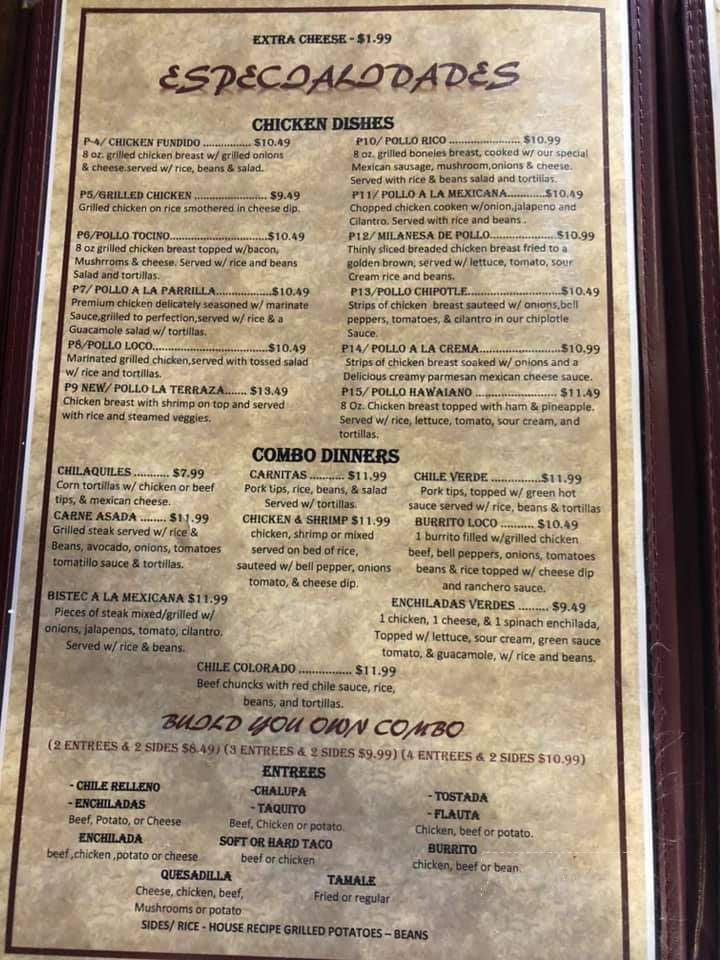 EXTRA CHEESE - $1.99
ESPECIALIDADES
CHICKEN DISHES
P-4/ CHICKEN FUNDIDO ................ $10.49
8 oz. grilled chicken breast w/ grilled onions
& cheese.served w/ rice, beans & salad.
P5/GRILLED CHICKEN ........................ $9.49
Grilled chicken on rice smothered in cheese dip.
P6/POLLO TOCINO.........................$10.49
8 oz grilled chicken breast topped w/bacon,
Mushrroms & cheese. Served w/ rice and beans
Salad and tortillas.
P7/ POLLO A LA PARRILLA..............$10.49
Premium chicken delicately seasoned w/ marinate
Sauce,grilled to perfection,served w/ rice & a
Guacamole salad w/ tortillas.
P8/POLLO LOCO.............................$10.49
Marinated grilled chicken,served with tossed salad
w/ rice and tortillas.
P9 NEW/ POLLO LA TERRAZA...... $13.49
Chicken breast with shrimp on top and served
with rice and steamed veggies.
P10/ POLLO RICO ....................... $10.99
8 oz. grilled boneles breast, cooked w/ our special
Mexican sausage, mushroom,onions & cheese.
Served with rice & beans salad and tortillas.
P11/ POLLO A LA MEXICANA...........$10.49
Chopped chicken cooken w/onion,jalapeno and
Cilantro. Served with rice and beans .
P12/ MILANESA DE POLLO...................$10.99
Thinly sliced breaded chicken breast fried to a
golden brown, served w/ lettuce, tomato, sour
Cream rice and beans.
P13/POLLO CHIPOTLE..........................$10.49
Strips of chicken breast sauteed w/ onions,bell
peppers, tomatoes, & cilantro in our chiplotle
Sauce.
P14/ POLLO A LA CREMA......................$10.99
Strips of chicken breast soaked w/ onions and a
Delicious creamy parmesan mexican cheese sauce.
P15/ POLLO HAWAIANO ..................... $11.49
8 Oz. Chicken breast topped with ham & pineapple.
Served w/ rice, lettuce, tomato, sour cream, and
tortillas.
COMBO DINNERS
CHILAQUILES ........... $7.99
Corn tortillas w/ chicken or beef
tips, & mexican cheese.
CARNE ASADA ........ $11.99
Grilled steak served w/ rice &
Beans, avocado, onions, tomatoes
tomatillo sauce & tortillas.
BISTEC A LA MEXICANA $11.99
Pieces of steak mixed/grilled w/
onions, jalapenos, tomato, cilantro.
Served w/ rice & beans.
CARNITAS ........... $11.99
Pork tips, rice, beans, & salad
Served w/ tortillas.
CHICKEN & SHRIMP $11.99
chicken, shrimp or mixed
served on bed of rice,
sauteed w/ bell pepper, onions
tomato, & cheese dip.
CHILE VERDE ...............$11.99
Pork tips, topped w/ green hot
sauce served w/ rice, beans & tortillas
BURRITO LOCO .......... $10.49
1 burrito filled w/grilled chicken
beef, bell peppers, onions, tomatoes
beans & rice topped w/ cheese dip
and ranchero sauce.
ENCHILADAS VERDES ......... $9.49
1 chicken, 1 cheese, & 1 spinach enchilada,
Topped w/ lettuce, sour cream, green sauce
tomato, & guacamole, w/ rice and beans.
CHILE COLORADO ................ $11.99
Beef chuncks with red chile sauce, rice,
beans, and tortillas.
BUILD YOU OWN COMBO
(2 ENTREES & 2 SIDES $8.49) (3 ENTREES & 2 SIDES $9.99) (4 ENTREES & 2 SIDES $10.99)
ENTREES
- CHILE RELLENO
- ENCHILADAS
Beef, Potato, or Cheese
ENCHILADA
beef ,chicken ,potato or cheese
-CHALUPA
- TAQUITO
Beef, Chicken or potato.
SOFT OR HARD TACO
beef or chicken
- TOSTADA
- FLAUTA
Chicken, beef or potato.
BURRITO
chicken, beef or bean
QUESADILLA
Cheese, chicken, beef,
Mushrooms or potato
TAMALE
Fried or regular
SIDES/ RICE - HOUSE RECIPE GRILLED POTATOES – BEANS